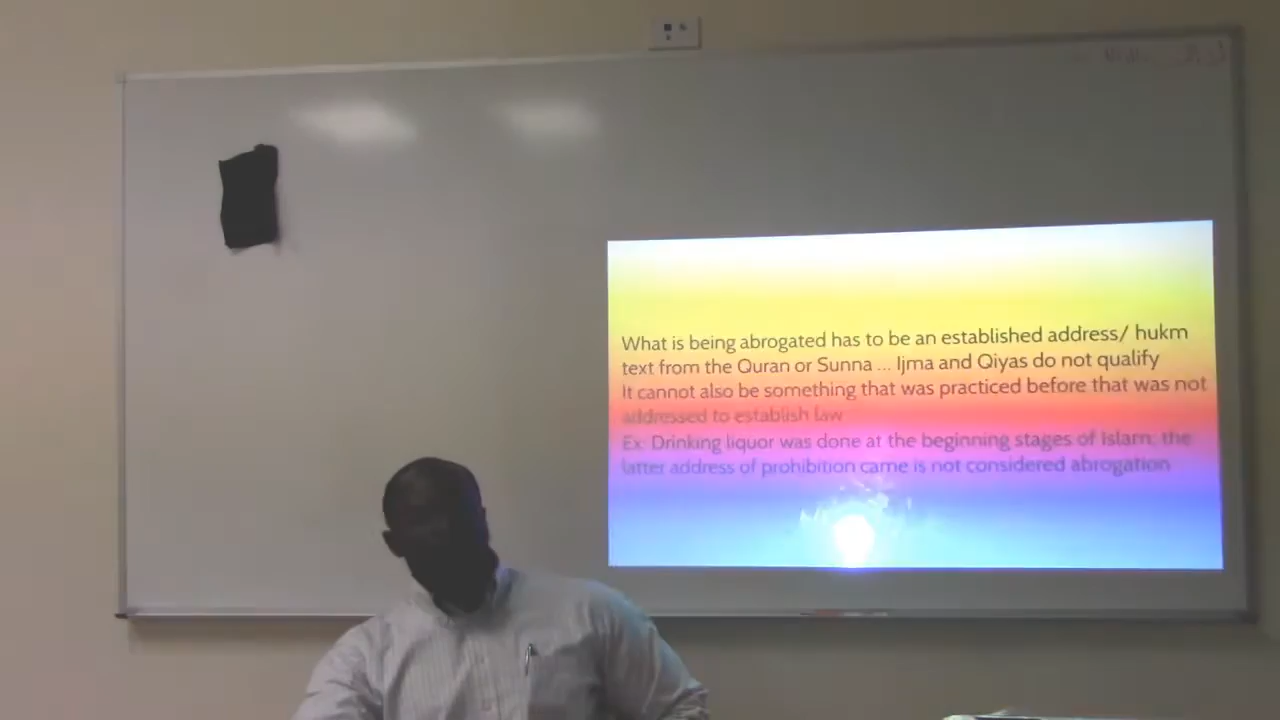 What is being abrogated has to be an established address/ hukm
text from the Quran or Sunna ... Ijma and Qiyas do not qualify
It cannot also be something that was practiced before that was not
addressed to establish law
Ex: Drinking liquor was done at the beginning stages of Islam; the
latter address of prohibition came is not considered abrogation